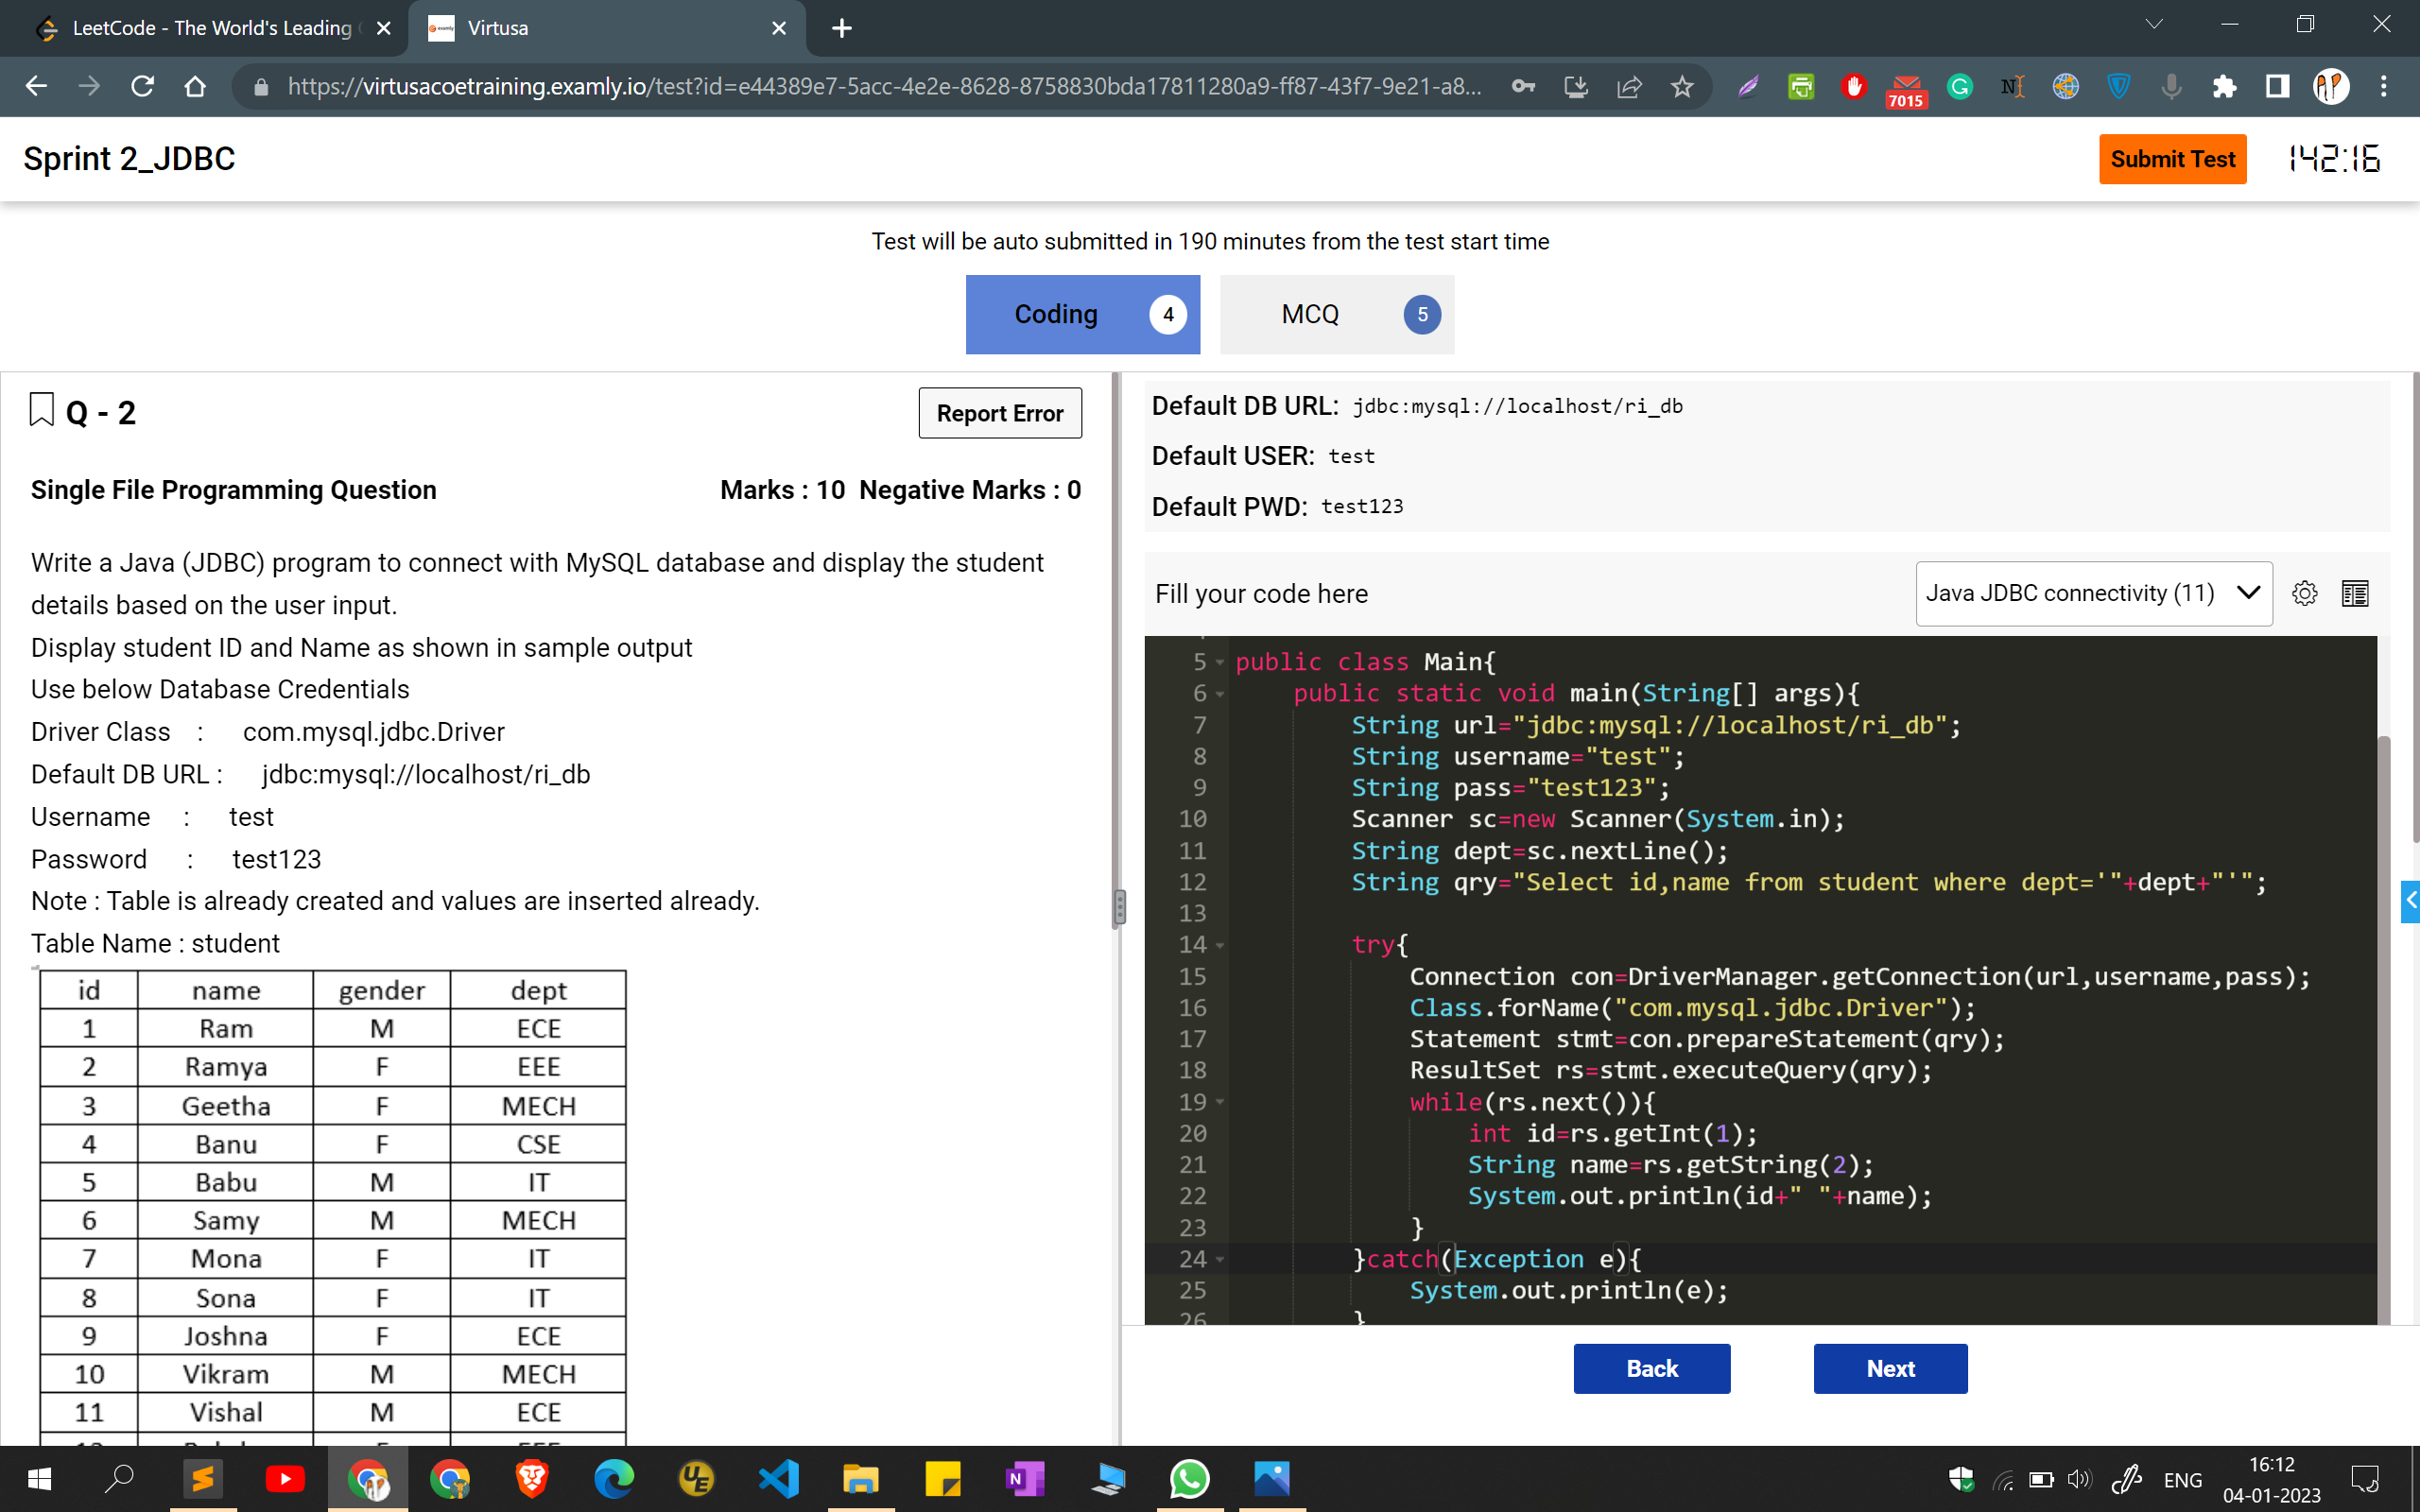 LeetCode - The World's Leading
Virtusa
https://virtusacoetraining.examly.io/test?id=e44389e7-5acc-4e2e-8628-8758830bda17811280a9-ff87-43f7-9e21-a8...
7015
Sprint 2_JDBC
Submit Test
142:16
Test will be auto submitted in 190 minutes from the test start time
Coding 4
MCQ 5
Q - 2
Report Error
Single File Programming Question
Marks : 10 Negative Marks : 0
Write a Java (JDBC) program to connect with MySQL database and display the student
details based on the user input.
Display student ID and Name as shown in sample output
Use below Database Credentials
Driver Class : com.mysql.jdbc.Driver
Default DB URL : jdbc:mysql://localhost/ri_db
Username : test
Password : test123
Note : Table is already created and values are inserted already.
Table Name : student
id name gender dept
1 Ram M ECE
2 Ramya F EEE
3 Geetha F MECH
4 Banu F CSE
5 Babu M IT
6 Samy M MECH
7 Mona F IT
8 Sona F IT
9 Joshna F ECE
10 Vikram M MECH
11 Vishal M ECE
Default DB URL: jdbc:mysql://localhost/ri_db
Default USER: test
Default PWD: test123
Fill your code here
Java JDBC connectivity (11)
5 public class Main{
6 public static void main(String[] args){
7 String url="jdbc:mysql://localhost/ri_db";
8 String username="test";
9 String pass="test123";
10 Scanner sc=new Scanner(System.in);
11 String dept=sc.nextLine();
12 String qry="Select id,name from student where dept='"+dept+"'";
13
14 try{
15 Connection con=DriverManager.getConnection(url,username,pass);
16 Class.forName("com.mysql.jdbc.Driver");
17 Statement stmt=con.prepareStatement(qry);
18 ResultSet rs=stmt.executeQuery(qry);
19 while(rs.next()){
20 int id=rs.getInt(1);
21 String name=rs.getString(2);
22 System.out.println(id+" "+name);
23 }
24 }catch(Exception e){
25 System.out.println(e);
26 }
Back
Next
ENG
16:12
04-01-2023